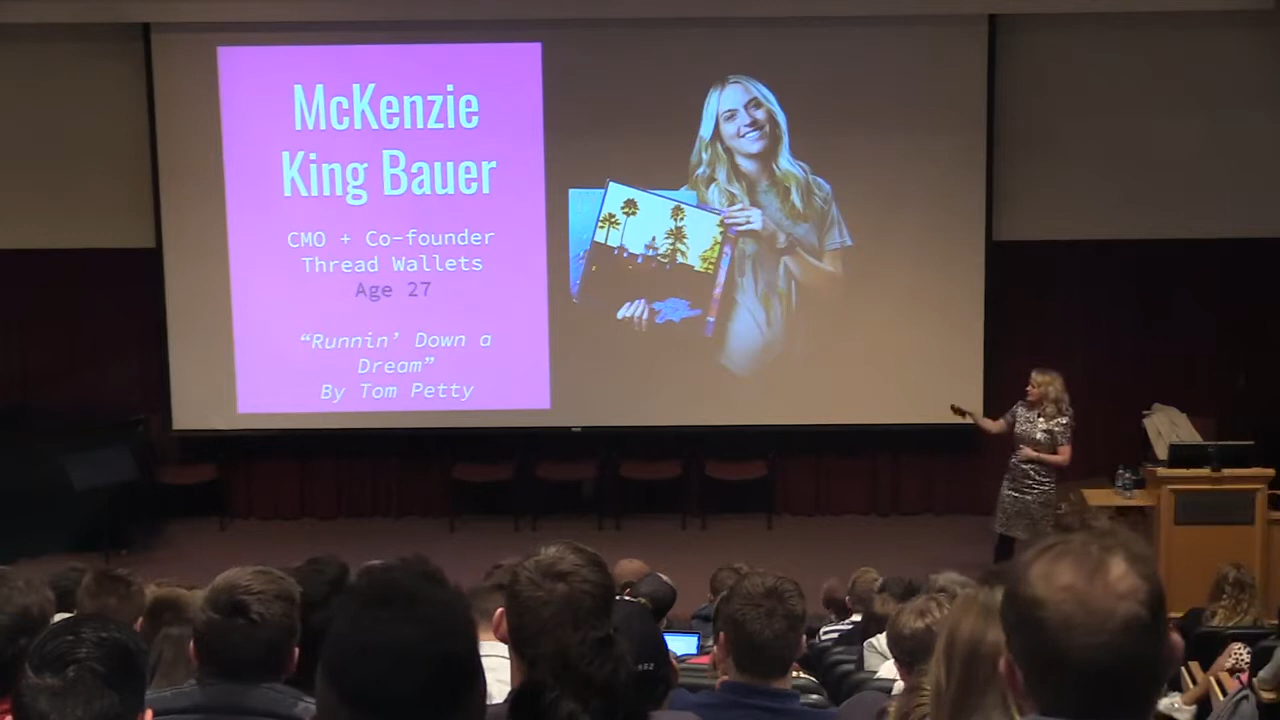 McKenzie
King Bauer
CMO + Co-founder
Thread Wallets
Age 27
“Runnin’ Down a
Dream”
By Tom Petty